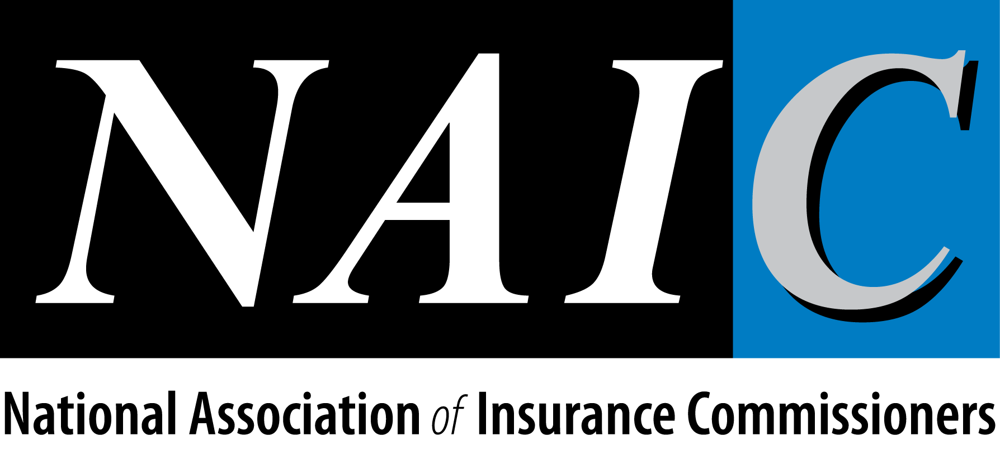 NAIC
National Association of Insurance Commissioners